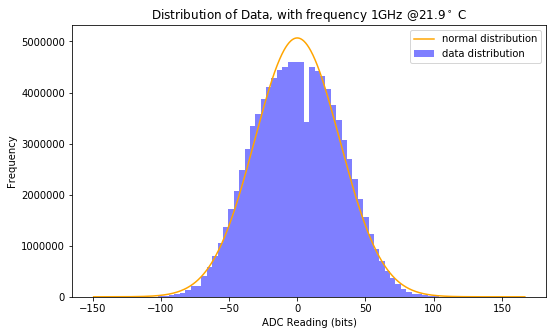 Distribution of Data, with frequency 1GHz @21.9° C
normal distribution
data distribution
Frequency
5000000
4000000
3000000
2000000
1000000
0
−150 −100 −50 0 50 100 150
ADC Reading (bits)